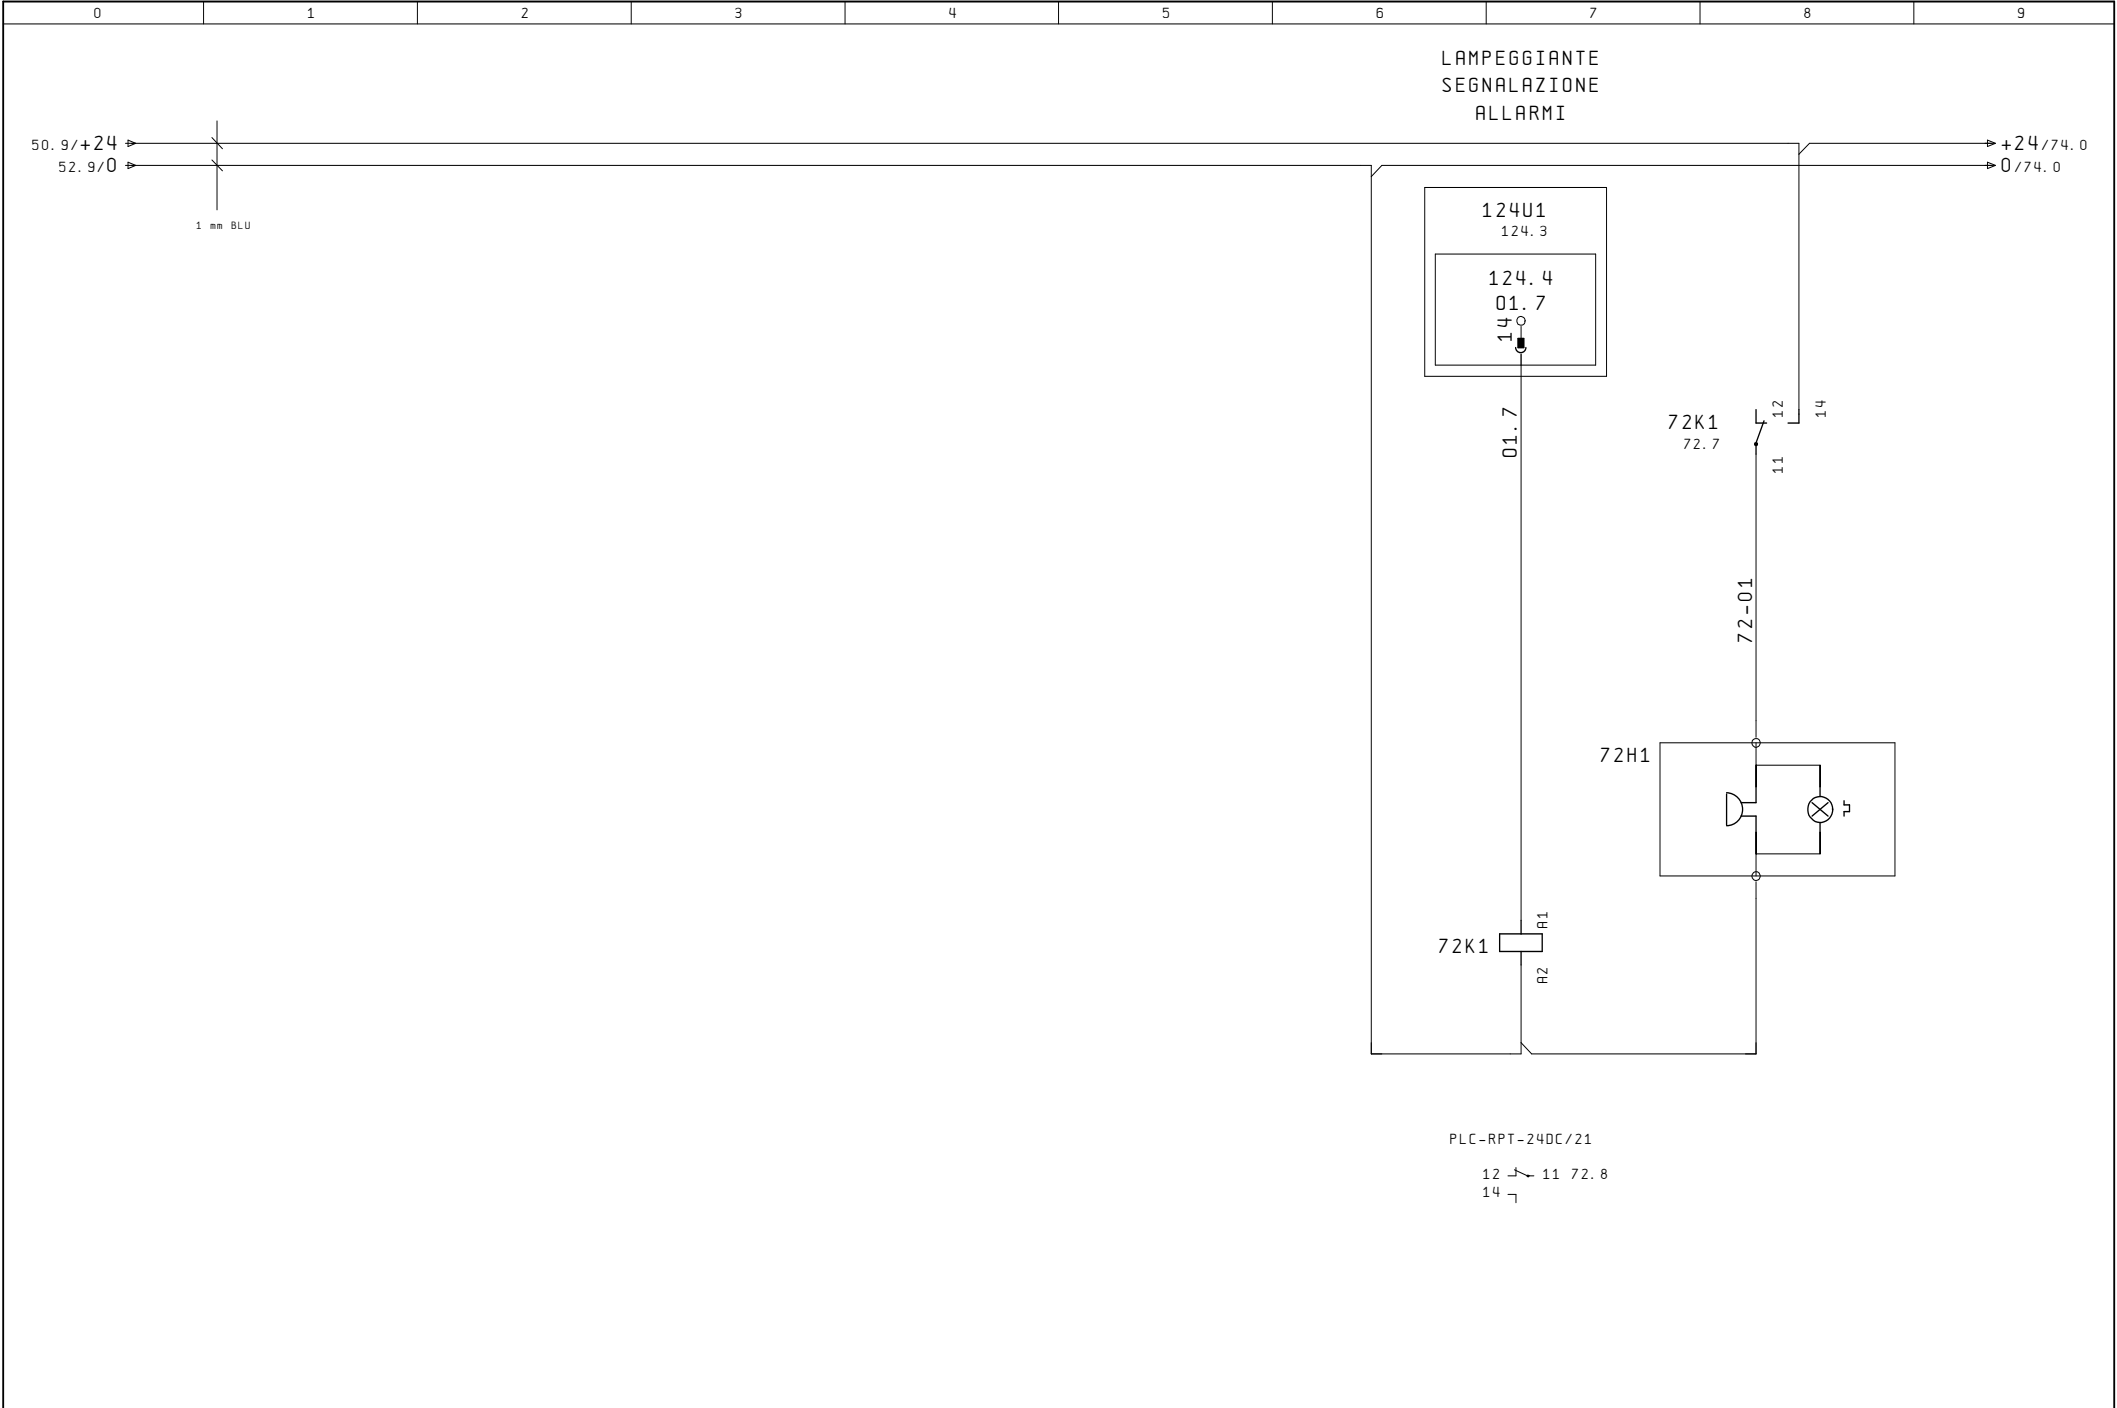 0 1 2 3 4 5 6 7 8 9
LAMPEGGIANTE
SEGNALAZIONE
ALLARMI
50.9/+24
+24/74.0
52.9/0
0/74.0
1 mm BLU
124U1
124.3
124.4
O1.7
14
O1.7
72K1
72.7
12
14
11
72-01
72H1
72K1
A1
A2
PLC-RPT-24DC/21
12 11 72.8
14